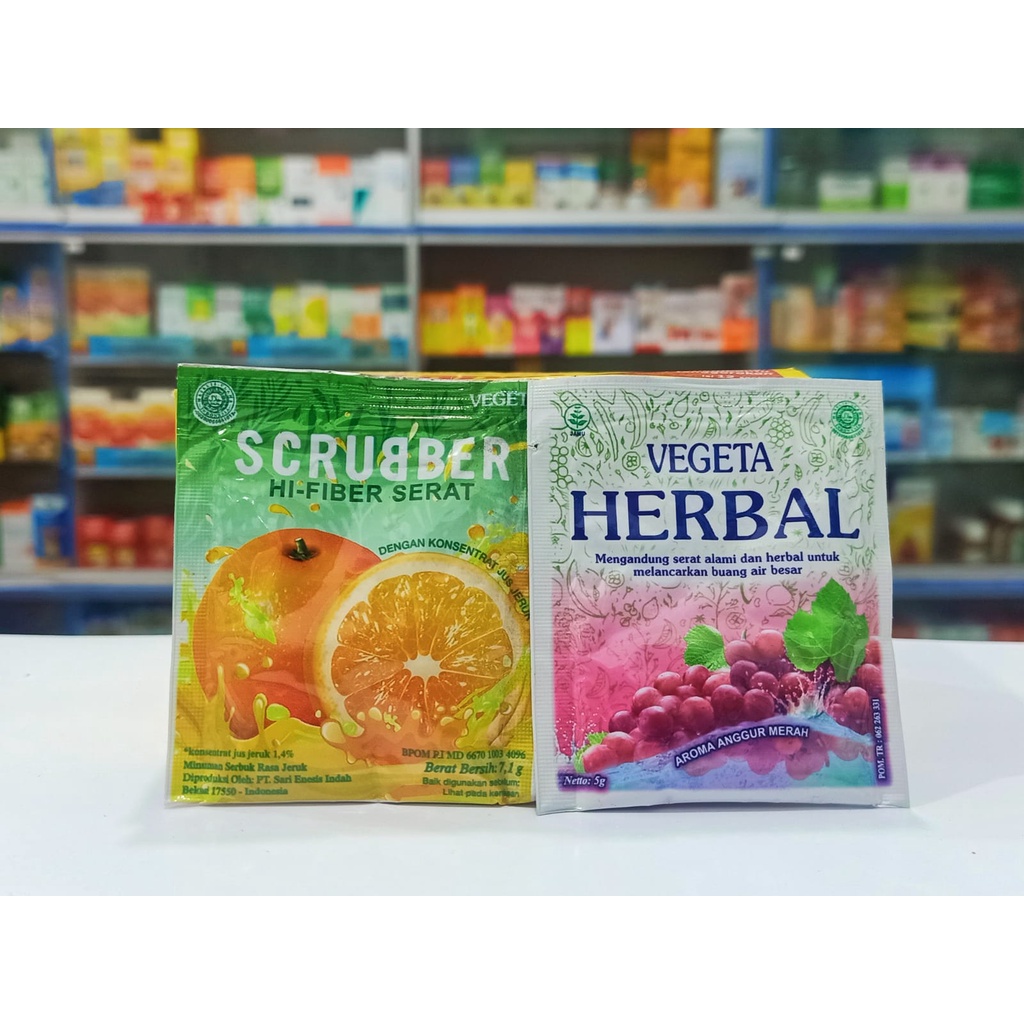 VEGET
SCRUBBER
HI-FIBER SERAT
DENGAN KONSENTRAT JUS JERUK
*konsentrat jus jeruk 1,4%
Minuman Serbuk Rasa Jeruk
Diproduksi Oleh: PT. Sari Enesis Indah
Bekasi 17550 - Indonesia
BPOM P.I MD 6670 1003 4096
Berat Bersih: 7,1 g
Baik digunakan sebelum:
Lihat pada kemasan
JAMU
VEGETA
HERBAL
Mengandung serat alami dan herbal untuk
melancarkan buang air besar
AROMA ANGGUR MERAH
Netto: 5g
POM. TR : 062 263 331